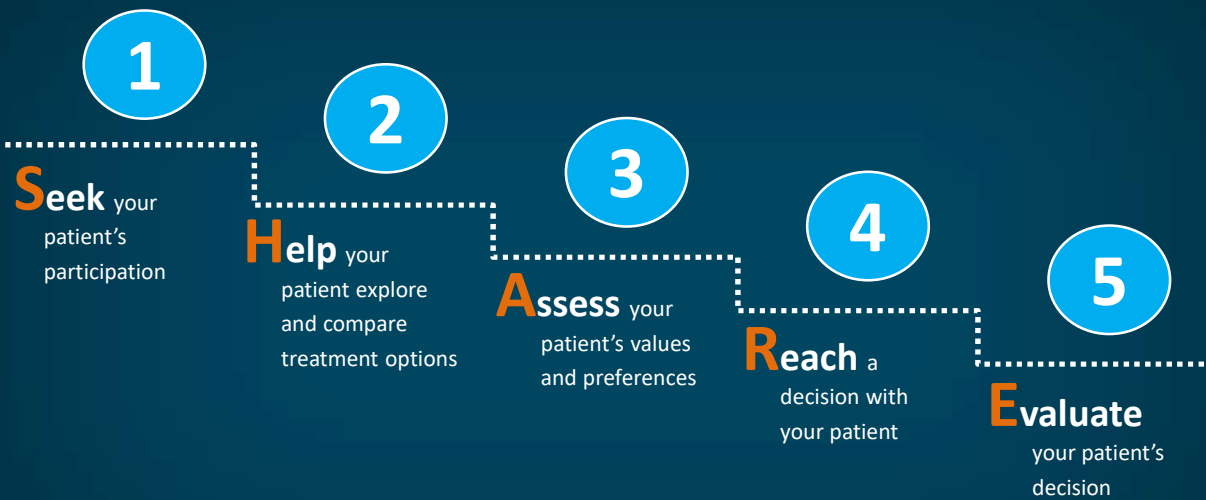 1
Seek your
patient's
participation
2
Help your
patient explore
and compare
treatment options
3
Assess your
patient's values
and preferences
4
Reach a
decision with
your patient
5
Evaluate
your patient's
decision